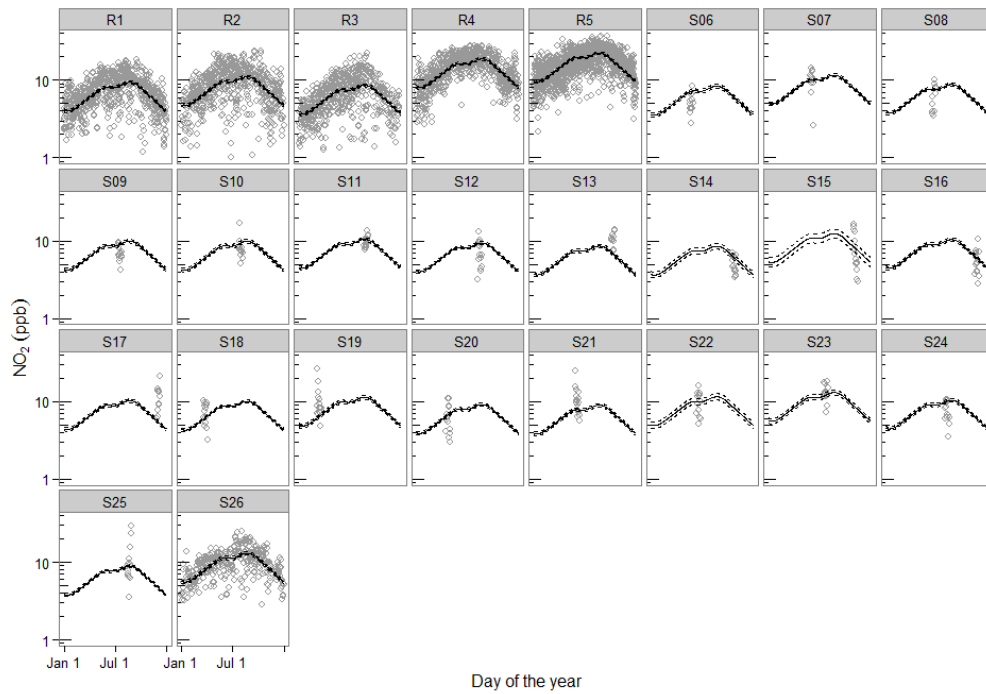 R1 R2 R3 R4 R5 S06 S07 S08
10
1
S09 S10 S11 S12 S13 S14 S15 S16
10
1
S17 S18 S19 S20 S21 S22 S23 S24
10
1
S25 S26
10
1
Jan 1 Jul 1 Jan 1 Jul 1
NO₂ (ppb)
Day of the year